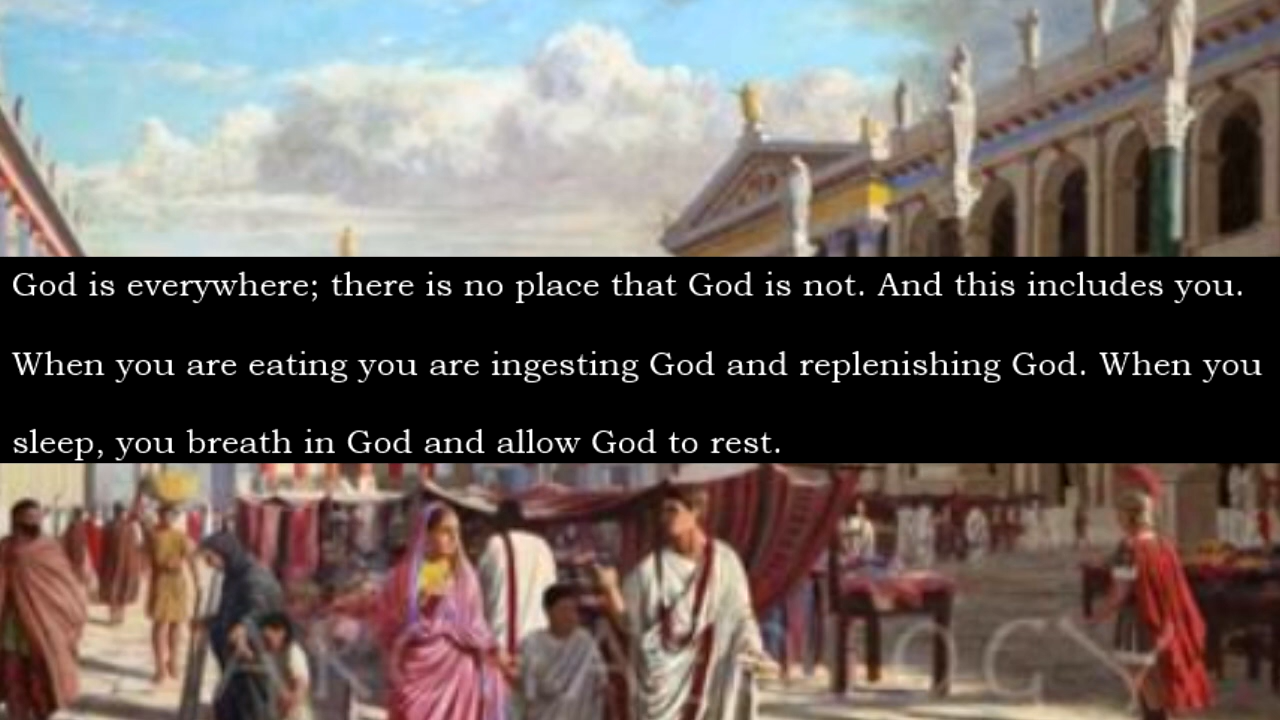 God is everywhere; there is no place that God is not. And this includes you.
When you are eating you are ingesting God and replenishing God. When you
sleep, you breath in God and allow God to rest.